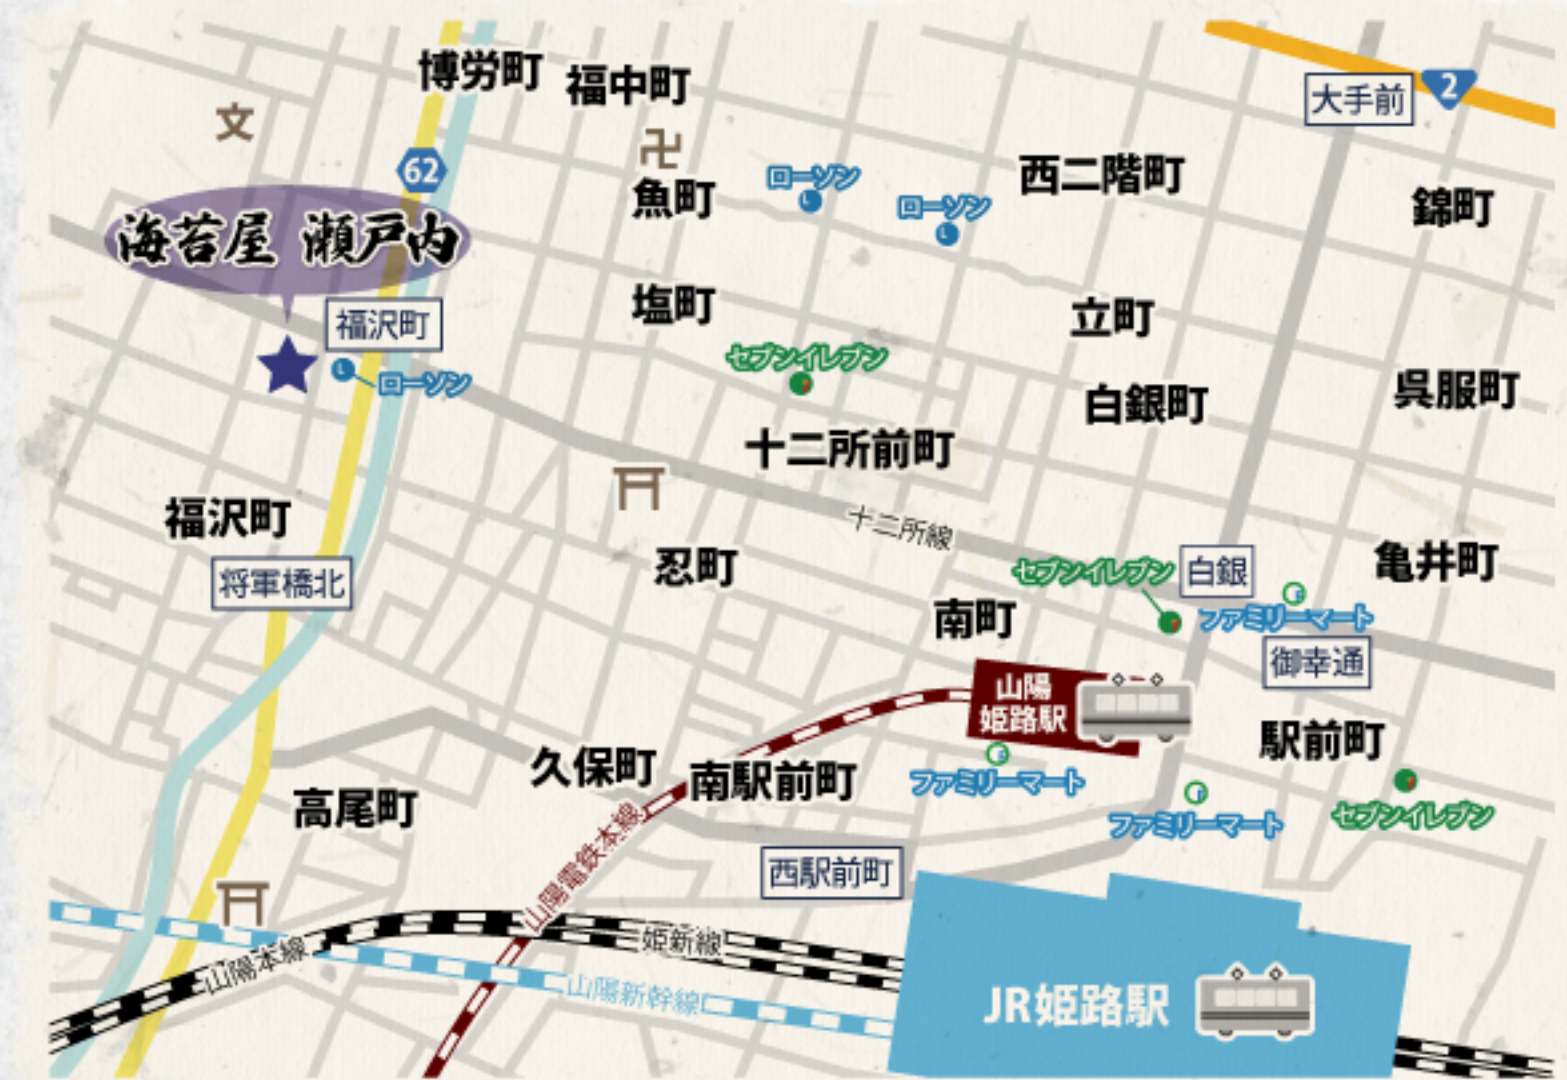 博労町
福中町
大手前
2
文
62
卍
魚町
ローソン
ローソン
西二階町
錦町
海苔屋 瀬戸内
福沢町
ローソン
塩町
セブンイレブン
立町
白銀町
呉服町
十二所前町
十二所線
福沢町
将軍橋北
忍町
セブンイレブン
白銀
亀井町
ファミリーマート
南町
御幸通
山陽
姫路駅
駅前町
久保町
南駅前町
ファミリーマート
ファミリーマート
セブンイレブン
高尾町
山陽電鉄本線
西駅前町
山陽本線
姫新線
山陽新幹線
JR姫路駅